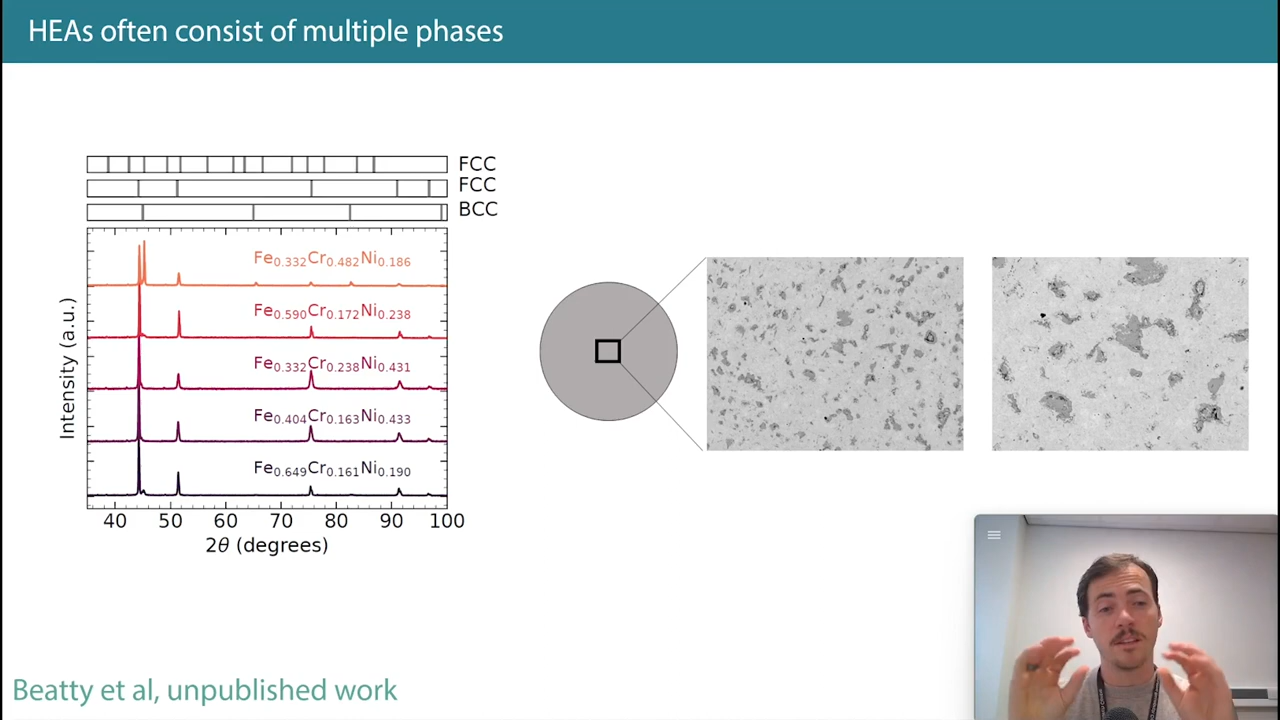 HEAs often consist of multiple phases
FCC
FCC
BCC
Fe0.332Cr0.482Ni0.186
Fe0.590Cr0.172Ni0.238
Fe0.332Cr0.238Ni0.431
Fe0.404Cr0.163Ni0.433
Fe0.649Cr0.161Ni0.190
Intensity (a.u.)
40 50 60 70 80 90 100
2θ (degrees)
Beatty et al, unpublished work